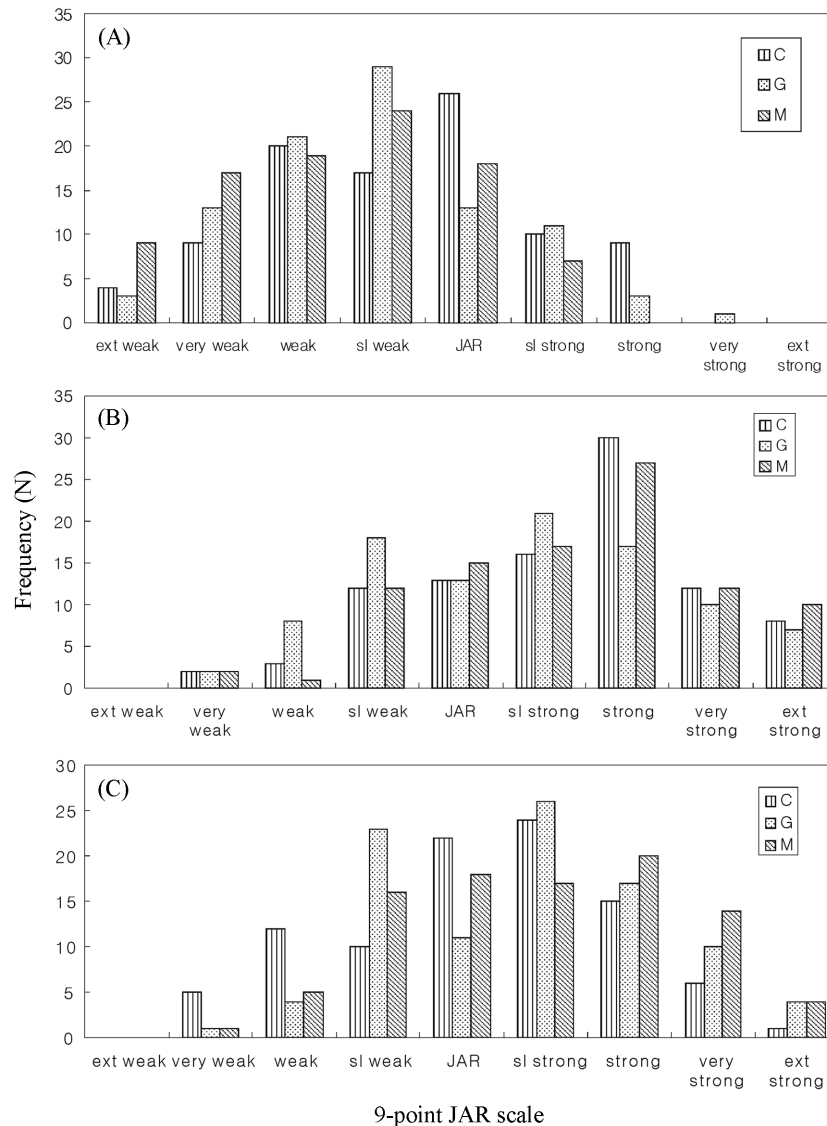 (A)
35
30
25
20
15
10
5
0
C
G
M
ext weak very weak weak sl weak JAR sl strong strong very strong ext strong
(B)
35
30
25
20
15
10
5
0
C
G
M
ext weak very weak weak sl weak JAR sl strong strong very strong ext strong
Frequency (N)
(C)
30
25
20
15
10
5
0
C
G
M
ext weak very weak weak sl weak JAR sl strong strong very strong ext strong
9-point JAR scale